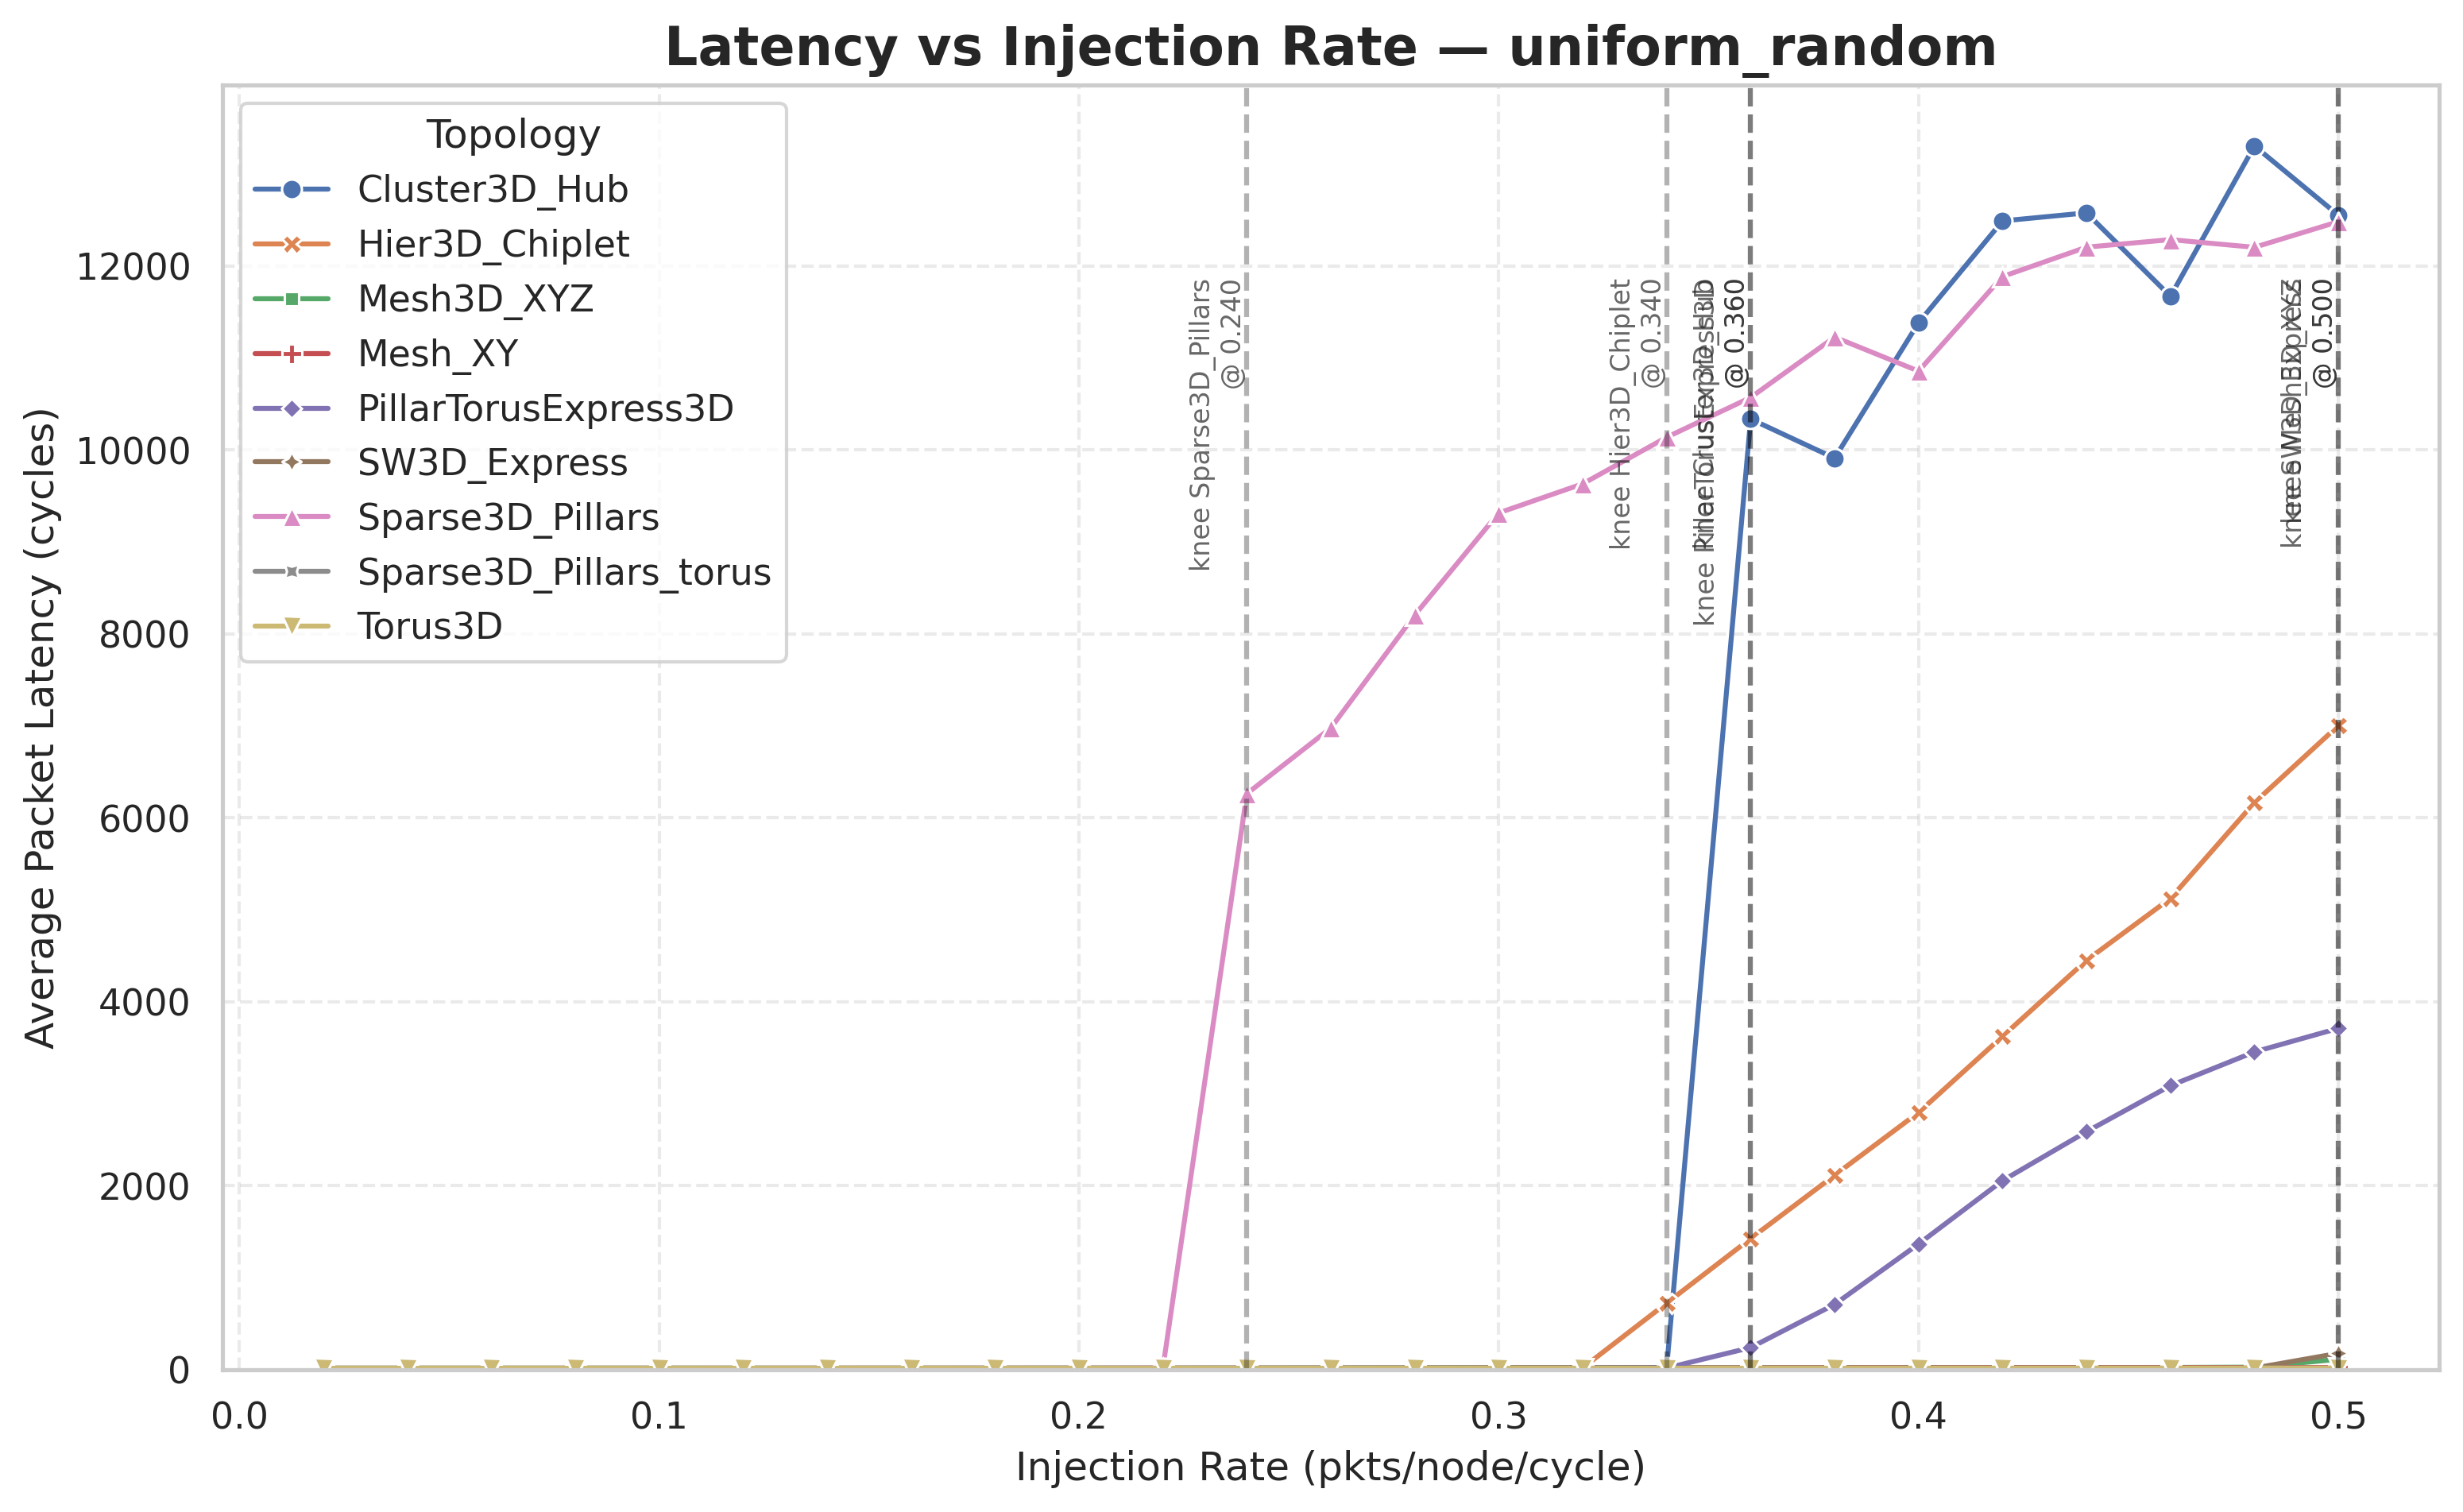 Latency vs Injection Rate — uniform_random
Topology
Cluster3D_Hub
Hier3D_Chiplet
Mesh3D_XYZ
Mesh_XY
PillarTorusExpress3D
SW3D_Express
Sparse3D_Pillars
Sparse3D_Pillars_torus
Torus3D
knee Sparse3D_Pillars
@ 0.240
knee Hier3D_Chiplet
@ 0.340
knee
@ 0.360
knee
@ 0.500
Average Packet Latency (cycles)
12000
10000
8000
6000
4000
2000
0
0.0
0.1
0.2
0.3
0.4
0.5
Injection Rate (pkts/node/cycle)